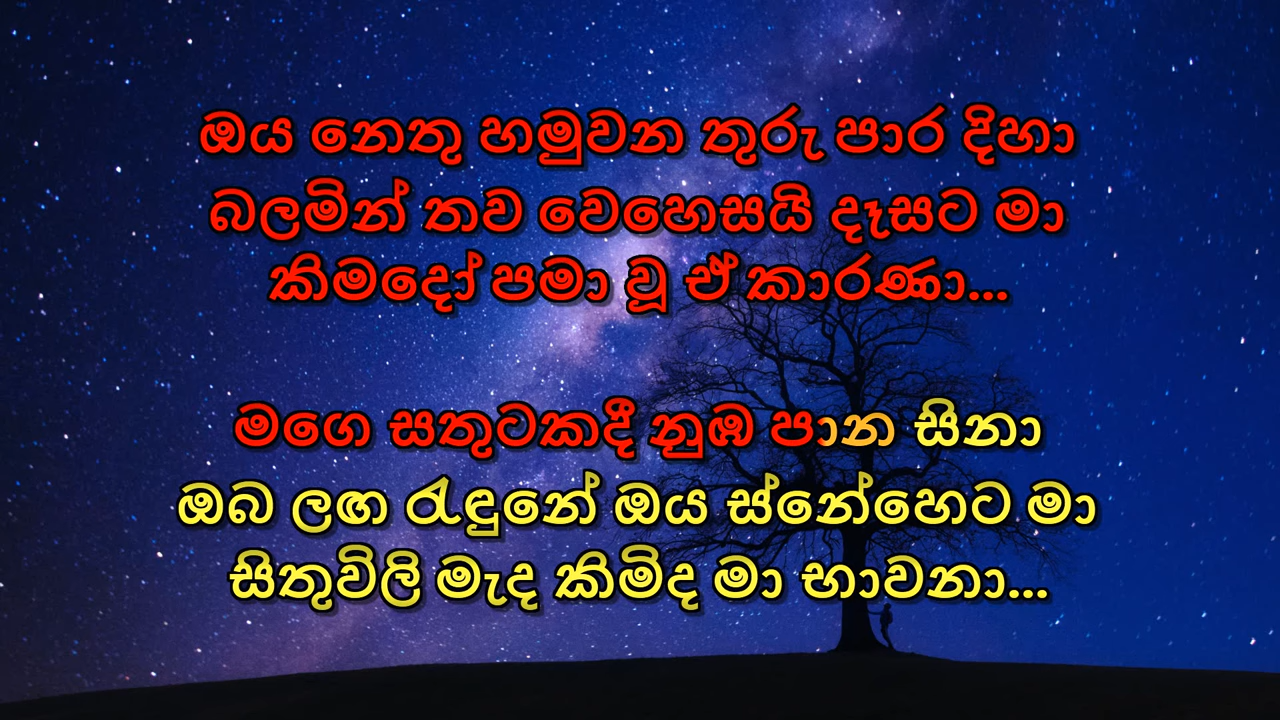 ඔය නෙතු හමුවන තුරු පාර දිහා
බලමින් තව වෙහෙසයි දෑසට මා
කිමදෝ පමා වූ ඒ කාරණා...
මගෙ සතුටකදී නුඹ පාන සිනා
ඔබ ලඟ රැඳුනේ ඔය ස්නේහෙට මා
සිතුවිලි මැද කිමිද මා භාවනා...